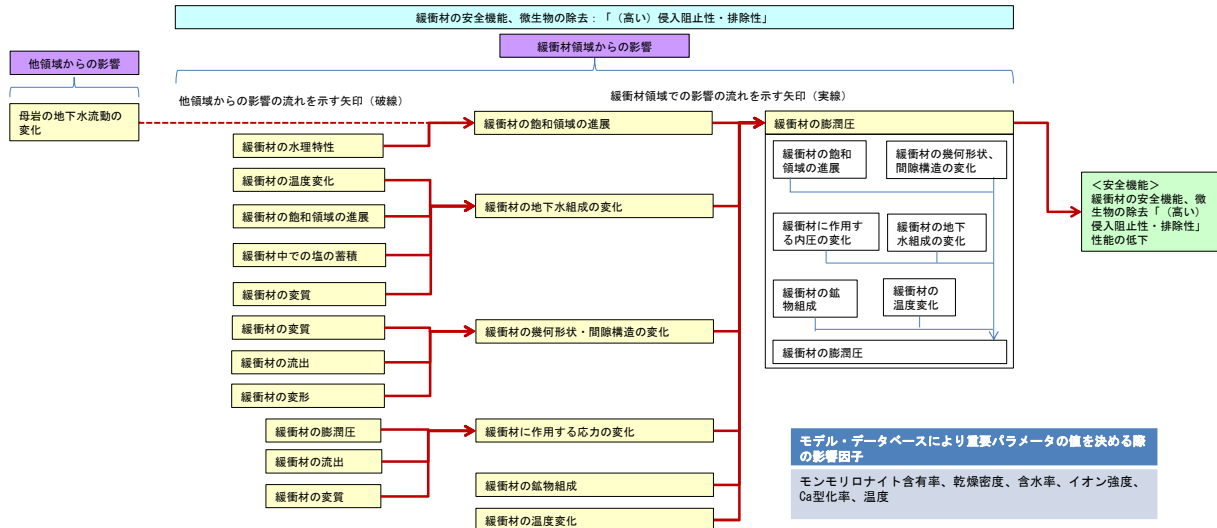 緩衝材の安全機能、微生物の除去：「（高い）侵入阻止性・排除性」
緩衝材領域からの影響
他領域からの影響
他領域からの影響の流れを示す矢印（破線）
緩衝材領域での影響の流れを示す矢印（実線）
母岩の地下水流動の
変化
緩衝材の飽和領域の進展
緩衝材の水理特性
緩衝材の温度変化
緩衝材の飽和領域の進展
緩衝材中での塩の蓄積
緩衝材の変質
緩衝材の地下水組成の変化
緩衝材の変質
緩衝材の流出
緩衝材の変形
緩衝材の幾何形状・間隙構造の変化
緩衝材の膨潤圧
緩衝材の流出
緩衝材の変質
緩衝材に作用する応力の変化
緩衝材の鉱物組成
緩衝材の温度変化
緩衝材の膨潤圧
緩衝材の飽和
領域の進展
緩衝材の幾何形状、
間隙構造の変化
緩衝材に作用す
る内圧の変化
緩衝材の地下
水組成の変化
緩衝材の鉱
物組成
緩衝材の
温度変化
緩衝材の膨潤圧
＜安全機能＞
緩衝材の安全機能、微
生物の除去「（高い）
侵入阻止性・排除性」
性能の低下
モデル・データベースにより重要パラメータの値を決める際
の影響因子
モンモリロナイト含有率、乾燥密度、含水率、イオン強度、
Ca型化率、温度